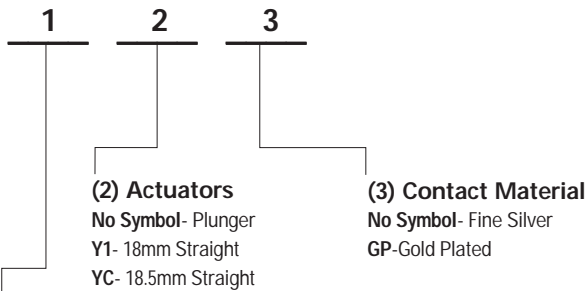 1 2 3
(2) Actuators (3) Contact Material
No Symbol- Plunger No Symbol- Fine Silver
Y1- 18mm Straight GP-Gold Plated
YC- 18.5mm Straight